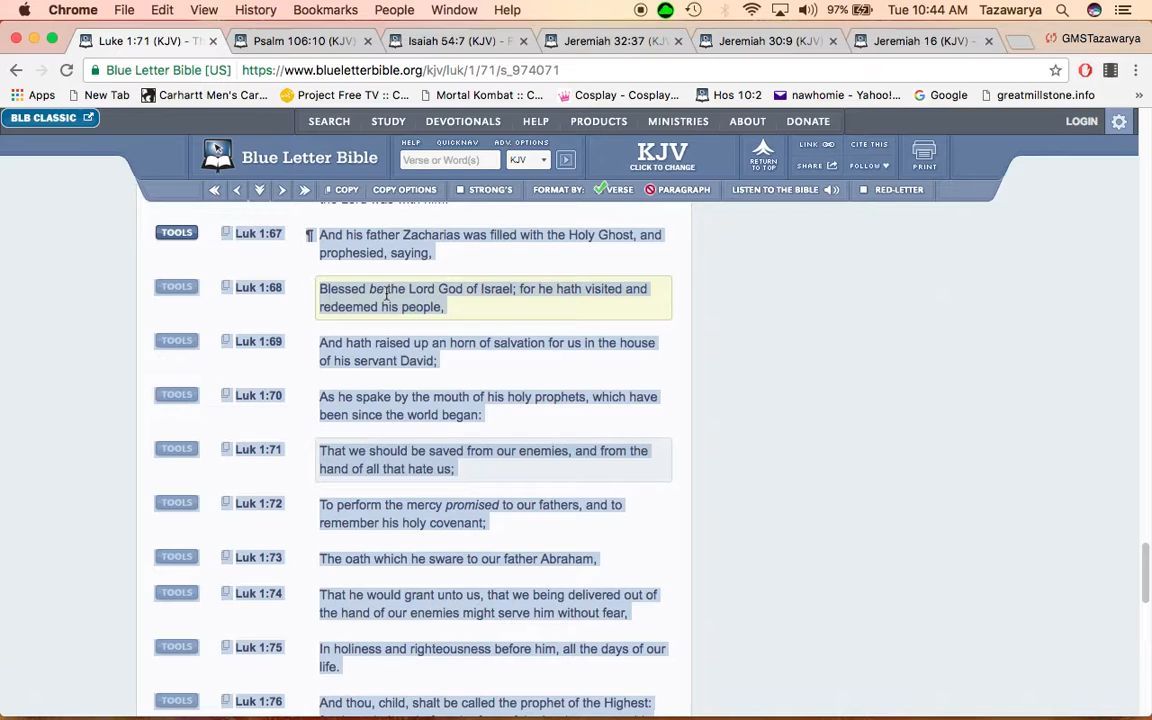 Chrome File Edit View History Bookmarks People Window Help 97% Tue 10:44 AM Tazawarya
Luke 1:71 (KJV) - Th Psalm 106:10 (KJV) Isaiah 54:7 (KJV) - F Jeremiah 32:37 (KJV) Jeremiah 30:9 (KJV) Jeremiah 16 (KJV) - GMSTazawarya
Blue Letter Bible [US] https://www.blueletterbible.org/kjv/luk/1/71/s_974071
Apps New Tab Carhartt Men's Car... Project Free TV :: C... Mortal Kombat :: C... Cosplay - Cosplay... Hos 10:2 nawhomie - Yahoo!... Google greatmillstone.info »
BLB CLASSIC SEARCH STUDY DEVOTIONALS HELP PRODUCTS MINISTRIES ABOUT DONATE LOGIN
Blue Letter Bible HELP QUICKNAV ADV. OPTIONS
Verse or Word(s) KJV
KJV
CLICK TO CHANGE
RETURN TO TOP
LINK CITE THIS
SHARE FOLLOW
PRINT
COPY COPY OPTIONS STRONG'S FORMAT BY: VERSE PARAGRAPH LISTEN TO THE BIBLE RED-LETTER
the Lord was with him.
TOOLS Luk 1:67 ¶ And his father Zacharias was filled with the Holy Ghost, and
prophesied, saying,
TOOLS Luk 1:68 Blessed be the Lord God of Israel; for he hath visited and
redeemed his people,
TOOLS Luk 1:69 And hath raised up an horn of salvation for us in the house
of his servant David;
TOOLS Luk 1:70 As he spake by the mouth of his holy prophets, which have
been since the world began:
TOOLS Luk 1:71 That we should be saved from our enemies, and from the
hand of all that hate us;
TOOLS Luk 1:72 To perform the mercy promised to our fathers, and to
remember his holy covenant;
TOOLS Luk 1:73 The oath which he sware to our father Abraham,
TOOLS Luk 1:74 That he would grant unto us, that we being delivered out of
the hand of our enemies might serve him without fear,
TOOLS Luk 1:75 In holiness and righteousness before him, all the days of our
life.
TOOLS Luk 1:76 And thou, child, shalt be called the prophet of the Highest: